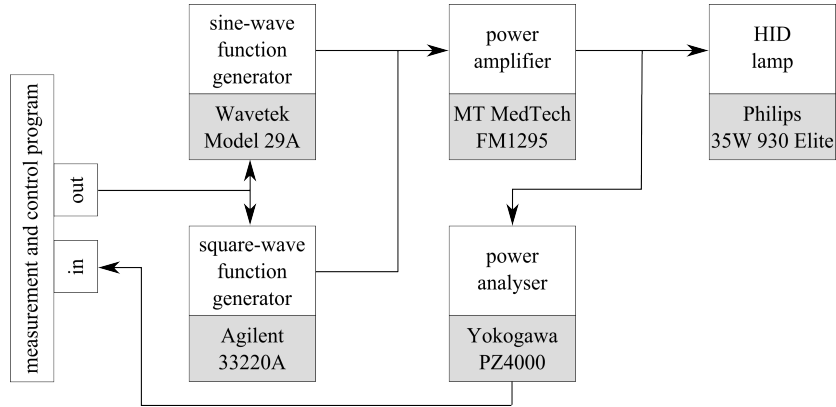 measurement and control program
out
in
sine-wave
function
generator
Wavetek
Model 29A
square-wave
function
generator
Agilent
33220A
power
amplifier
MT MedTech
FM1295
power
analyser
Yokogawa
PZ4000
HID
lamp
Philips
35W 930 Elite